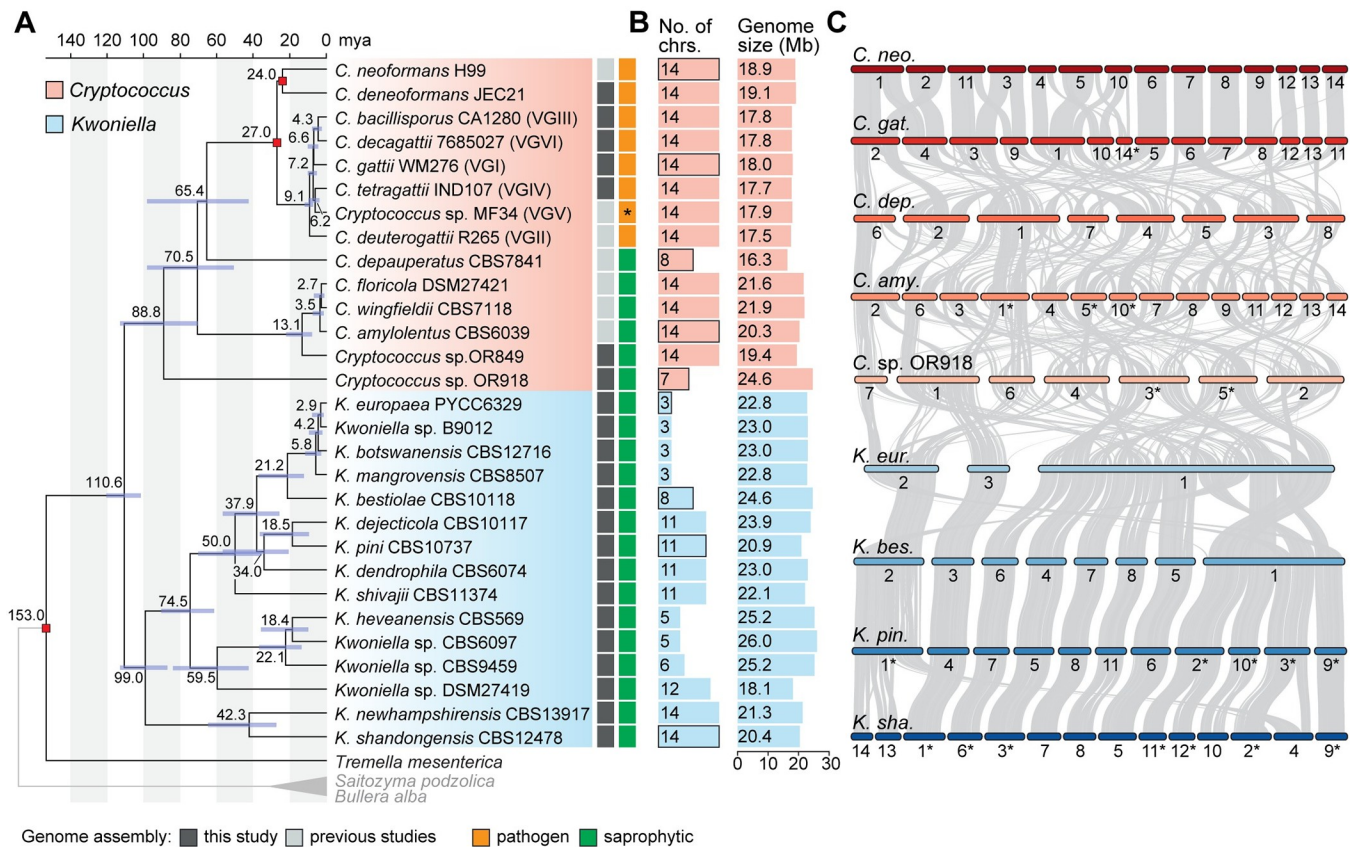 A
140 120 100 80 60 40 20 0 mya
Cryptococcus
Kwoniella
24.0
27.0
4.3
6.6
7.2
9.1
6.2
65.4
70.5
2.7
3.5
13.1
88.8
2.9
4.2
5.8
21.2
110.6
37.9
18.5
50.0
34.0
74.5
153.0
18.4
22.1
99.0
59.5
42.3
C. neoformans H99
C. deneoformans JEC21
C. bacillisporus CA1280 (VGIII)
C. decagattii 7685027 (VGVI)
C. gattii WM276 (VGI)
C. tetragattii IND107 (VGIV)
Cryptococcus sp. MF34 (VGV) *
C. deuterogattii R265 (VGII)
C. depauperatus CBS7841
C. floricola DSM27421
C. wingfieldii CBS7118
C. amylolentus CBS6039
Cryptococcus sp.OR849
Cryptococcus sp. OR918
K. europaea PYCC6329
Kwoniella sp. B9012
K. botswanensis CBS12716
K. mangrovensis CBS8507
K. bestiolae CBS10118
K. dejecticola CBS10117
K. pini CBS10737
K. dendrophila CBS6074
K. shivajii CBS11374
K. heveanensis CBS569
Kwoniella sp. CBS6097
Kwoniella sp. CBS9459
Kwoniella sp. DSM27419
K. newhampshirensis CBS13917
K. shandongensis CBS12478
Tremella mesenterica
Saitozyma podzolica
Bullera alba
B
No. of
chrs.
Genome
size (Mb)
14 18.9
14 19.1
14 17.8
14 17.8
14 18.0
14 17.7
14 17.9
14 17.5
8 16.3
14 21.6
14 21.9
14 20.3
14 19.4
7 24.6
3 22.8
3 23.0
3 23.0
3 22.8
8 24.6
11 23.9
11 20.9
11 23.0
11 22.1
5 25.2
5 26.0
6 25.2
12 18.1
14 21.3
14 20.4
0 10 20 30
C
C. neo.
1 2 11 3 4 5 10 6 7 8 9 12 13 14
C. gat.
2 4 3 9 1 10 14* 5 6 7 8 12 13 11
C. dep.
6 2 1 7 4 5 3 8
C. amy.
2 6 3 1* 4 5* 10* 7 8 9 11 12 13 14
C. sp. OR918
7 1 6 4 3* 5* 2
K. eur.
2 3 1
K. bes.
2 3 6 4 7 8 5 1
K. pin.
1* 4 7 5 8 11 6 2* 10* 3* 9*
K. sha.
14 13 1* 6* 3* 7 8 5 11* 12* 10 2* 4 9*
Genome assembly: this study previous studies pathogen saprophytic